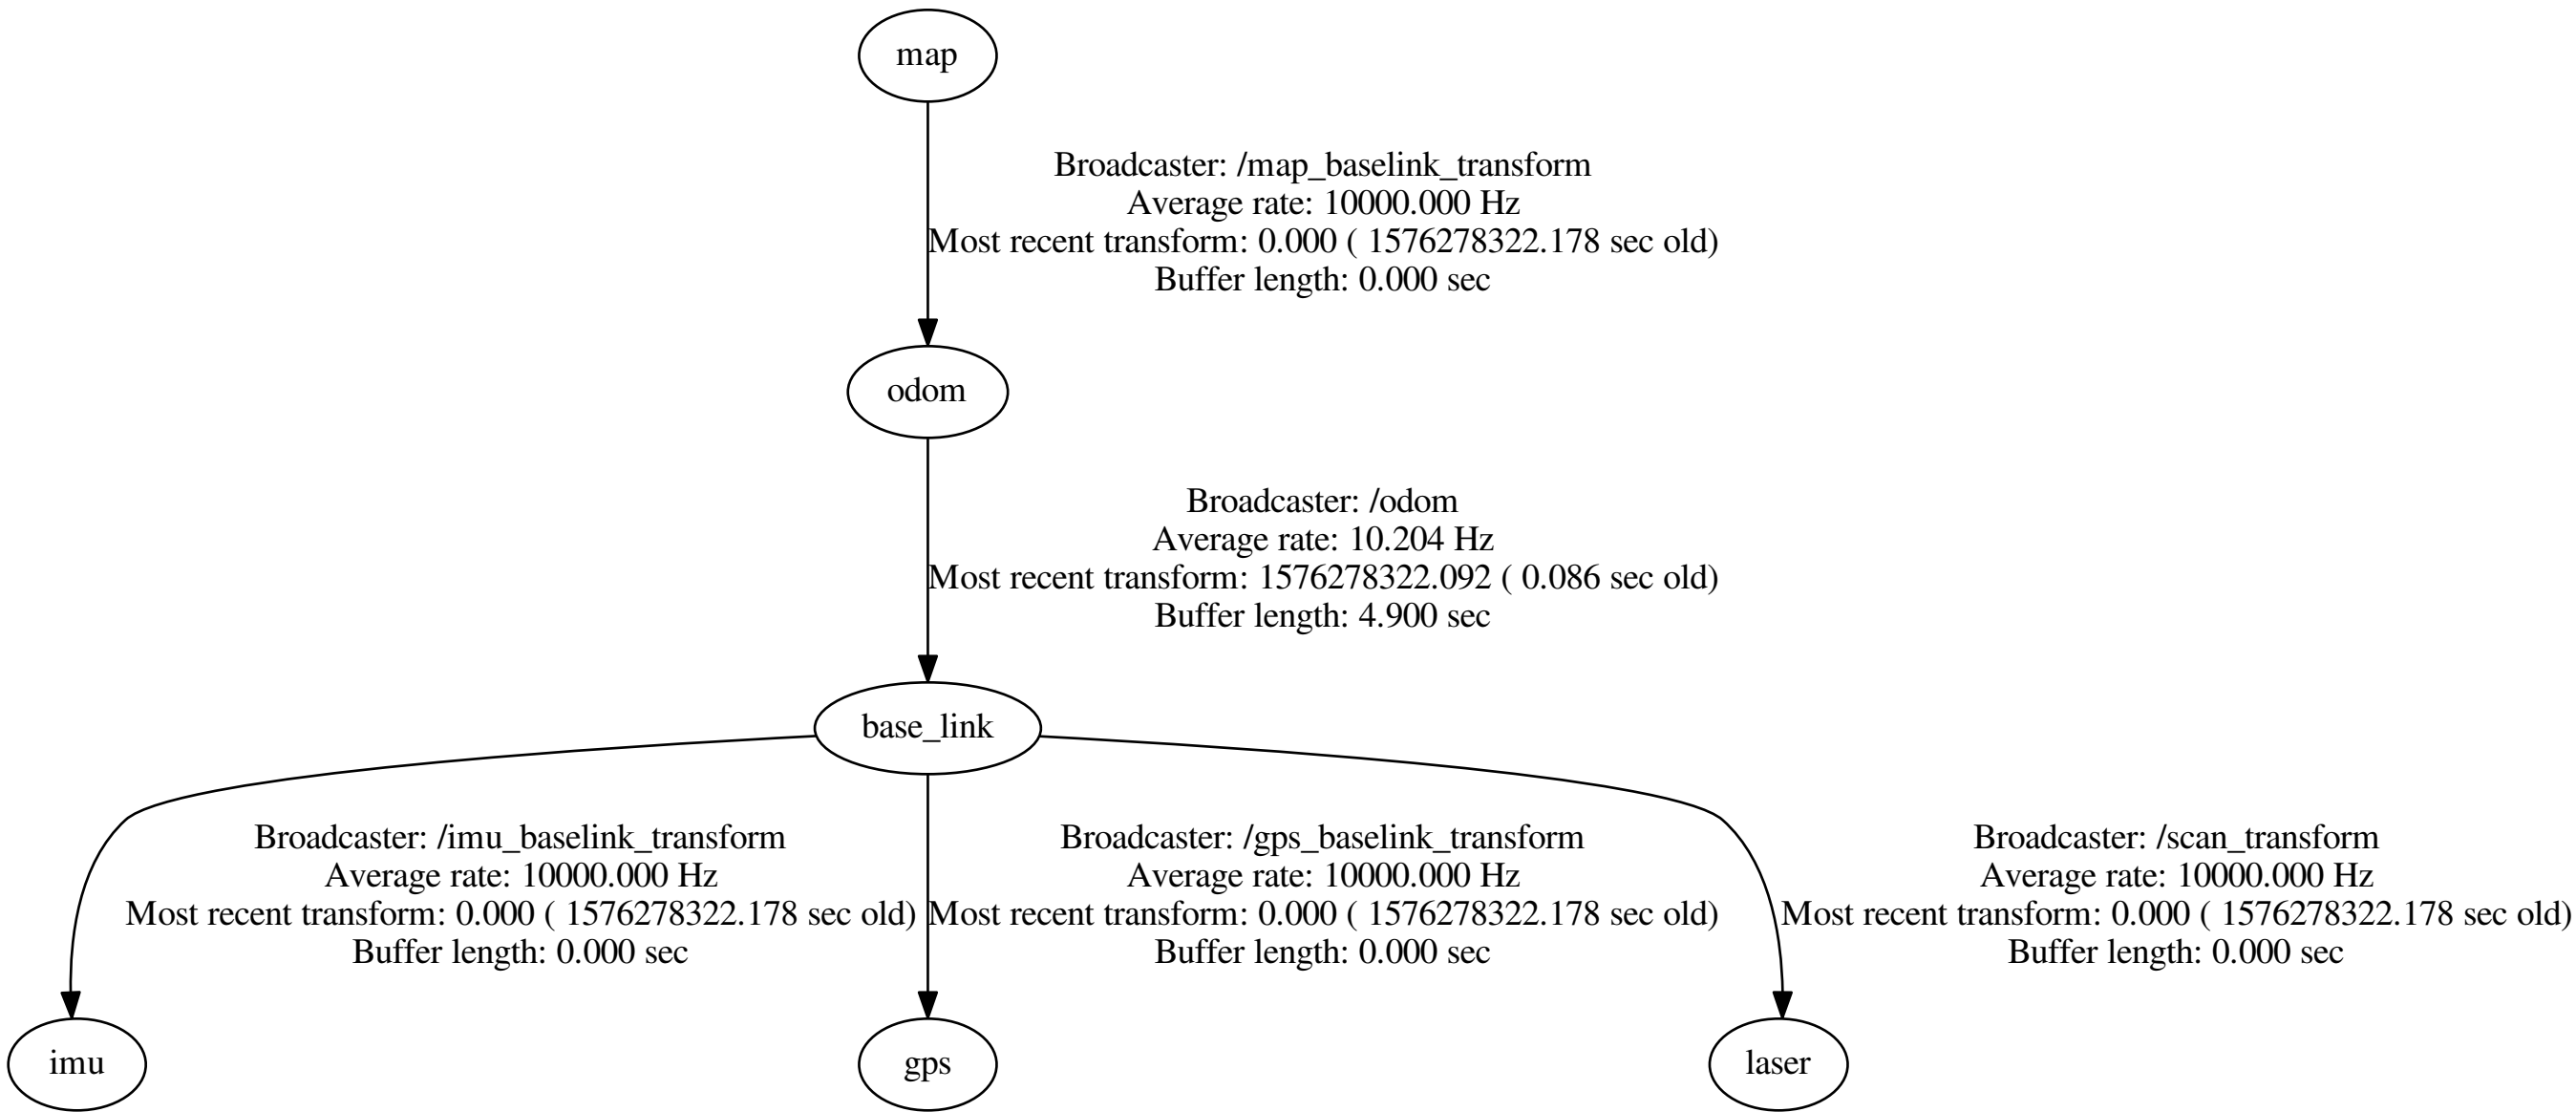 map
Broadcaster: /map_baselink_transform
Average rate: 10000.000 Hz
Most recent transform: 0.000 ( 1576278322.178 sec old)
Buffer length: 0.000 sec
odom
Broadcaster: /odom
Average rate: 10.204 Hz
Most recent transform: 1576278322.092 ( 0.086 sec old)
Buffer length: 4.900 sec
base_link
Broadcaster: /imu_baselink_transform
Average rate: 10000.000 Hz
Most recent transform: 0.000 ( 1576278322.178 sec old)
Buffer length: 0.000 sec
Broadcaster: /gps_baselink_transform
Average rate: 10000.000 Hz
Most recent transform: 0.000 ( 1576278322.178 sec old)
Buffer length: 0.000 sec
Broadcaster: /scan_transform
Average rate: 10000.000 Hz
Most recent transform: 0.000 ( 1576278322.178 sec old)
Buffer length: 0.000 sec
imu
gps
laser